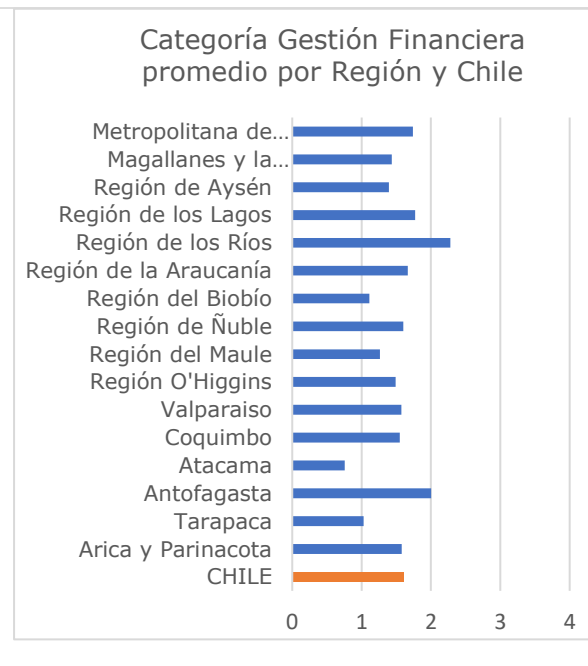 Categoría Gestión Financiera
promedio por Región y Chile
Metropolitana de...
Magallanes y la...
Región de Aysén
Región de los Lagos
Región de los Ríos
Región de la Araucanía
Región del Biobío
Región de Ñuble
Región del Maule
Región O'Higgins
Valparaiso
Coquimbo
Atacama
Antofagasta
Tarapaca
Arica y Parinacota
CHILE
0 1 2 3 4